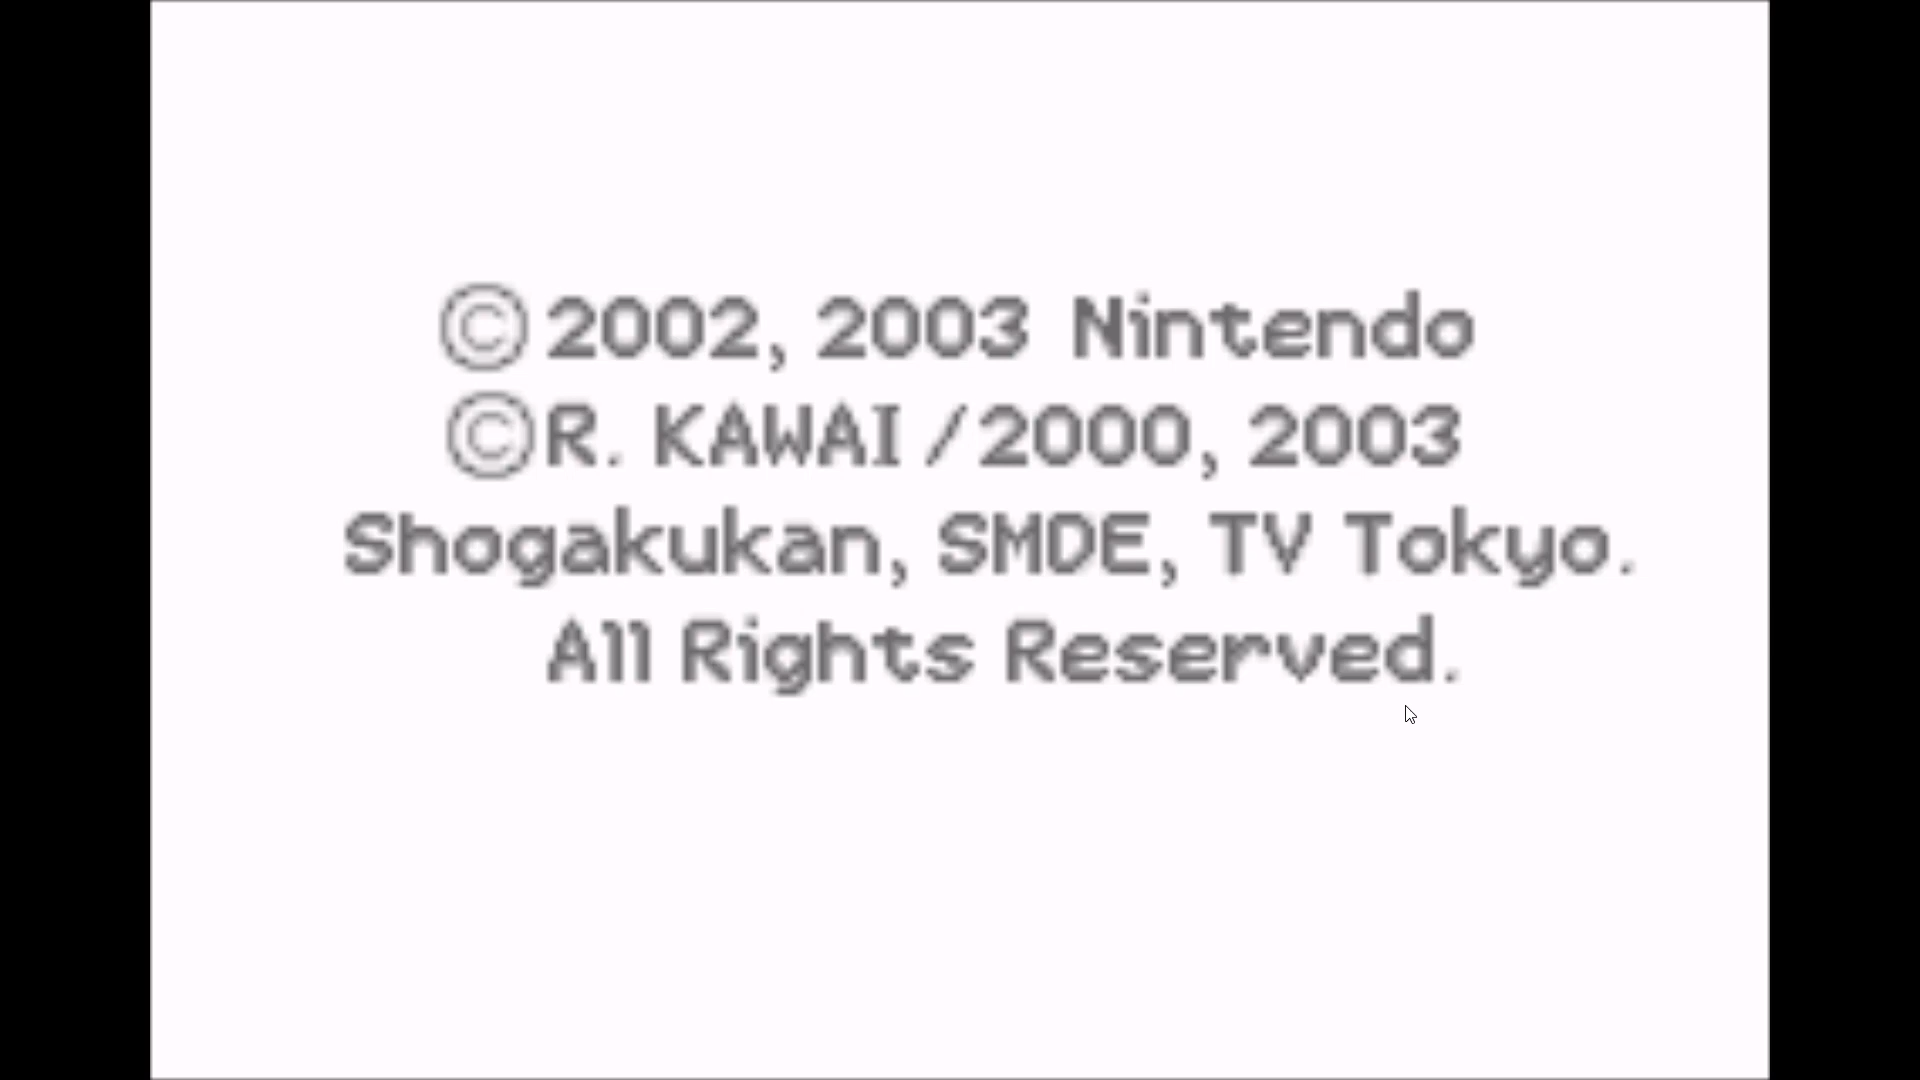 ©2002, 2003 Nintendo
©R. KAWAI /2000, 2003
Shogakukan, SMDE, TV Tokyo.
All Rights Reserved.